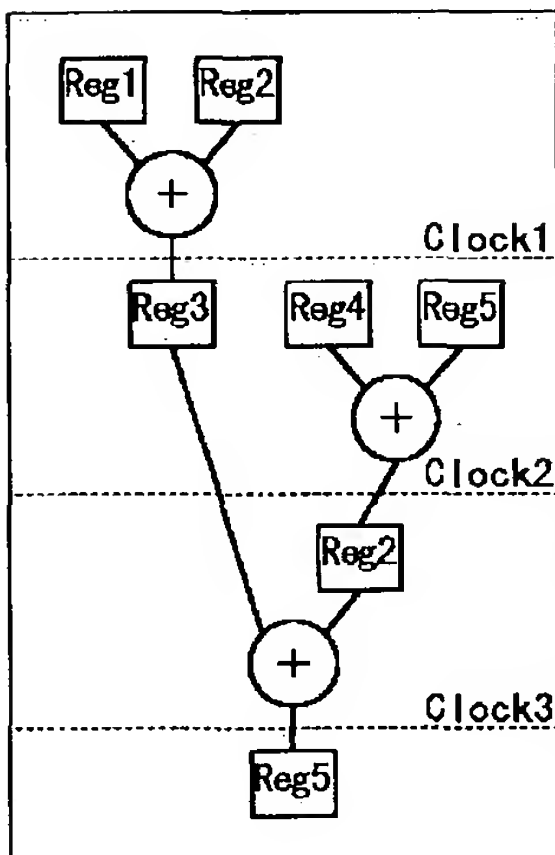 Reg1 Reg2
+
Clock1
Reg3 Reg4 Reg5
+
Clock2
Reg2
+
Clock3
Reg5